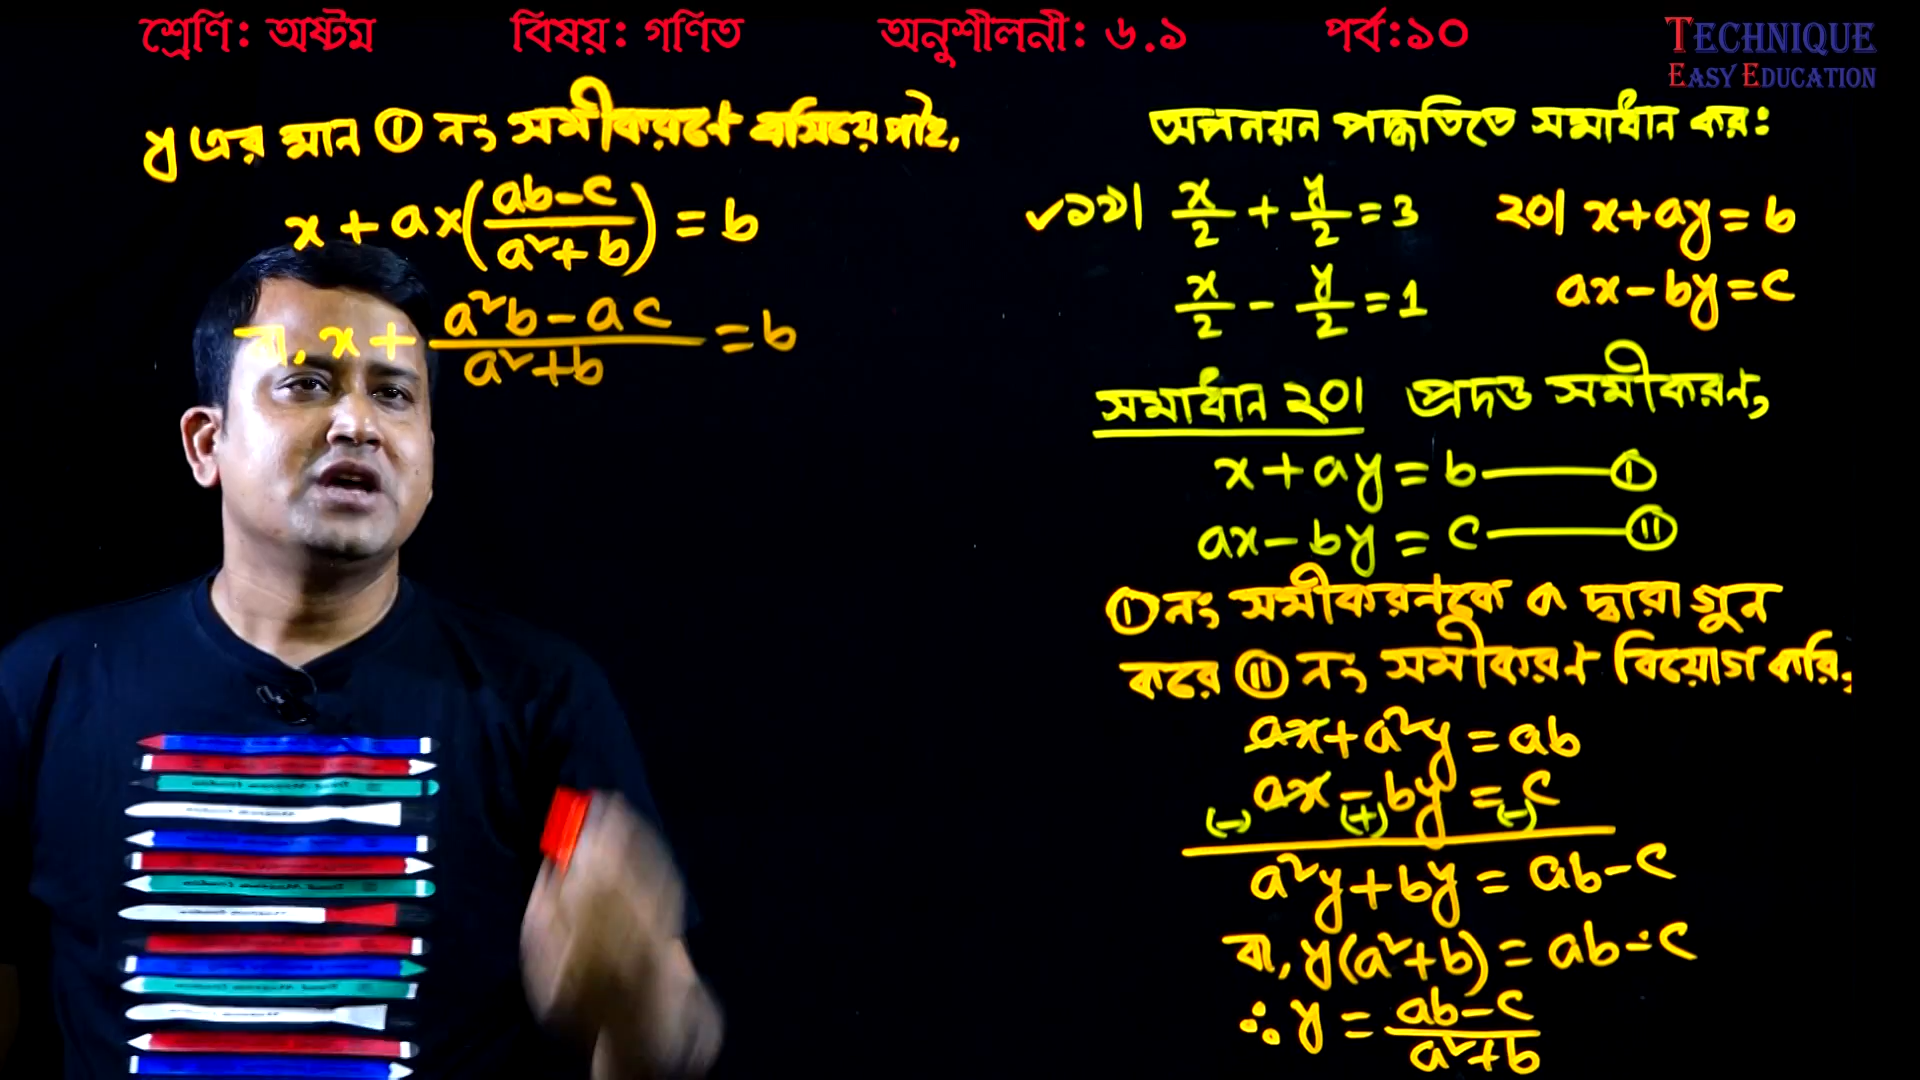 শ্রেণি: অষ্টম বিষয়: গণিত অনুশীলনী: ৬.১ পর্ব:১০
TECHNIQUE
EASY EDUCATION
y এর মান ① নং সমীকরণে বসিয়ে পাই,
x + a×(ab-c/a²+b) = b
বা, x + a²b-ac/a²+b = b
অপনয়ন পদ্ধতিতে সমাধান কর:
✓১৯। x/2 + y/2 = 3
x/2 - y/2 = 1
২০। x+ay=b
ax-by=c
সমাধান ২০। প্রদত্ত সমীকরণ,
x+ay=b——①
ax-by=c——⑪
① নং সমীকরণকে a দ্বারা গুন
করে ⑪ নং সমীকরণ বিয়োগ করি,
ax+a²y=ab
ax-by=c
(-) (+) (-)
a²y+by=ab-c
বা, y(a²+b)=ab-c
∴ y = ab-c/a²+b